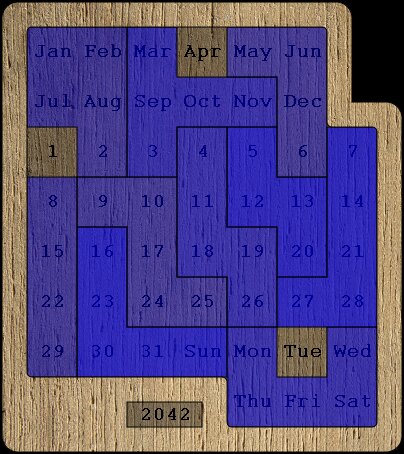 Jan Feb Mar Apr May Jun
Jul Aug Sep Oct Nov Dec
1 2 3 4 5 6 7
8 9 10 11 12 13 14
15 16 17 18 19 20 21
22 23 24 25 26 27 28
29 30 31 Sun Mon Tue Wed
Thu Fri Sat
2042